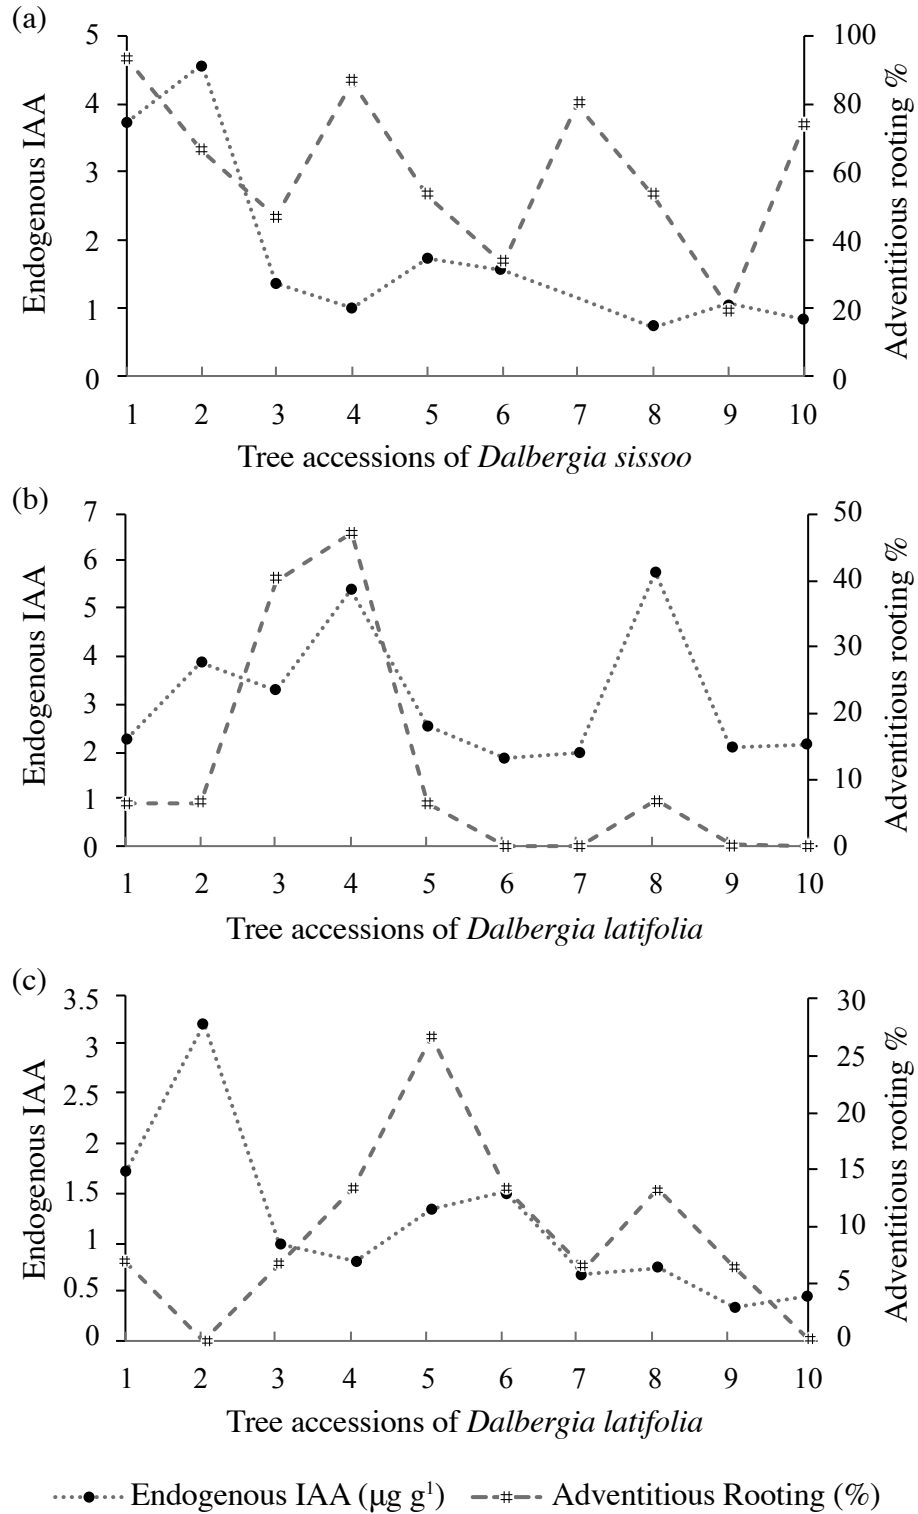 (a)
5
4
3
2
1
0
Endogenous IAA
100
80
60
40
20
0
Adventitious rooting %
1 2 3 4 5 6 7 8 9 10
Tree accessions of Dalbergia sissoo
(b)
7
6
5
4
3
2
1
0
Endogenous IAA
50
40
30
20
10
0
Adventitious rooting %
1 2 3 4 5 6 7 8 9 10
Tree accessions of Dalbergia latifolia
(c)
3.5
3
2.5
2
1.5
1
0.5
0
Endogenous IAA
30
25
20
15
10
5
0
Adventitious rooting %
1 2 3 4 5 6 7 8 9 10
Tree accessions of Dalbergia latifolia
Endogenous IAA (µg g¹) Adventitious Rooting (%)